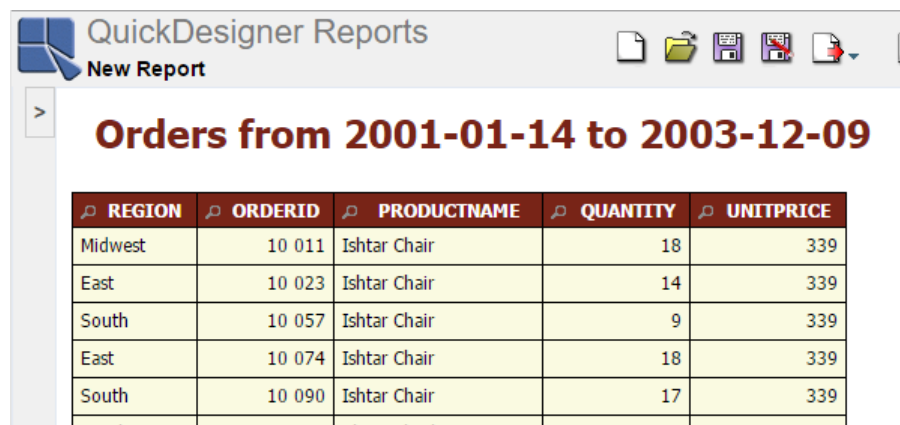 QuickDesigner Reports
New Report
>
Orders from 2001-01-14 to 2003-12-09
REGION ORDERID PRODUCTNAME QUANTITY UNITPRICE
Midwest 10 011 Ishtar Chair 18 339
East 10 023 Ishtar Chair 14 339
South 10 057 Ishtar Chair 9 339
East 10 074 Ishtar Chair 18 339
South 10 090 Ishtar Chair 17 339